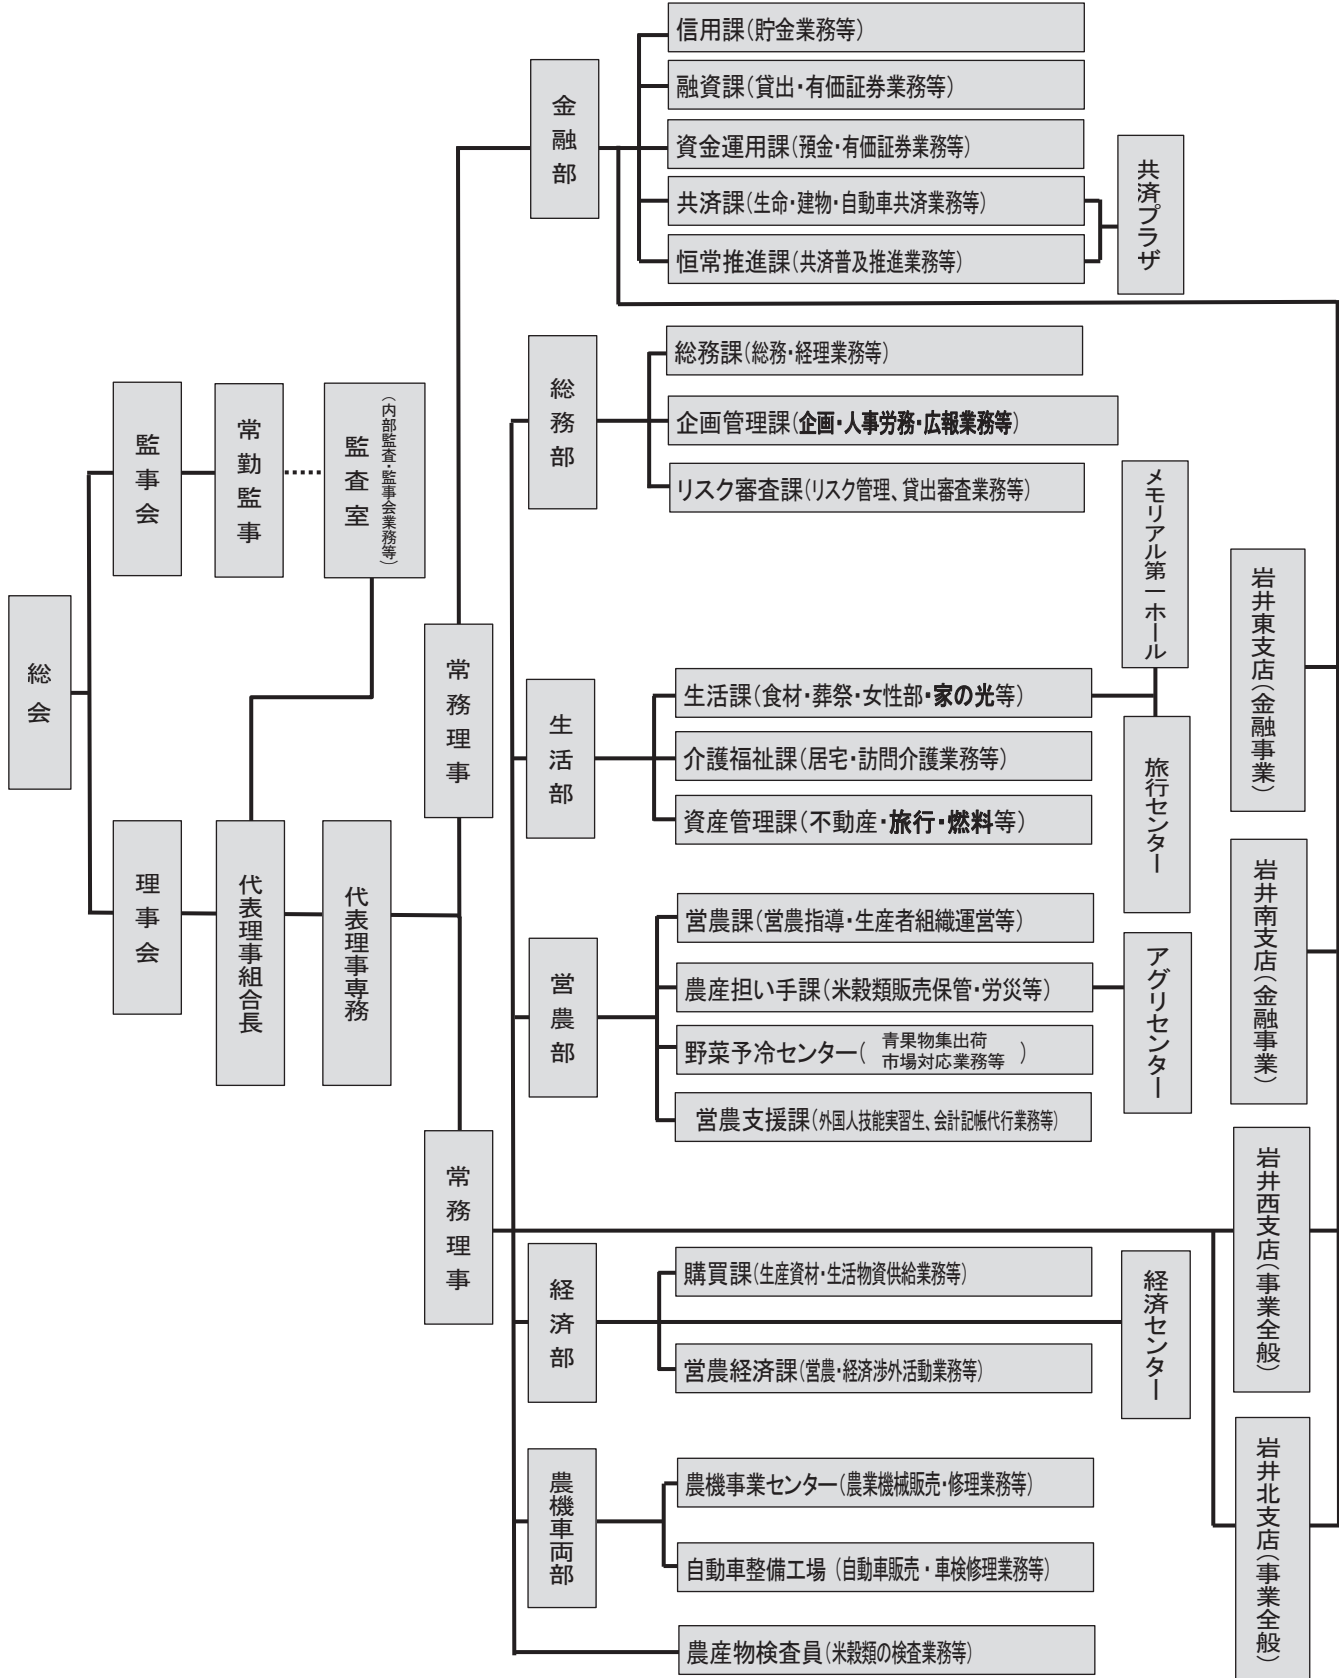 総会
監事会
常勤監事
監査室
（内部監査・監事会業務等）
理事会
代表理事組合長
代表理事専務
常務理事
常務理事
金融部
信用課（貯金業務等）
融資課（貸出・有価証券業務等）
資金運用課（預金・有価証券業務等）
共済課（生命・建物・自動車共済業務等）
恒常推進課（共済普及推進業務等）
共済プラザ
総務部
総務課（総務・経理業務等）
企画管理課（企画・人事労務・広報業務等）
リスク審査課（リスク管理、貸出審査業務等）
生活部
生活課（食材・葬祭・女性部・家の光等）
介護福祉課（居宅・訪問介護業務等）
資産管理課（不動産・旅行・燃料等）
メモリアル第一ホール
旅行センター
営農部
営農課（営農指導・生産者組織運営等）
農産担い手課（米穀類販売保管・労災等）
野菜予冷センター（青果物集出荷
市場対応業務等）
営農支援課（外国人技能実習生、会計記帳代行業務等）
アグリセンター
経済部
購買課（生産資材・生活物資供給業務等）
営農経済課（営農・経済渉外活動業務等）
経済センター
農機車両部
農機事業センター（農業機械販売・修理業務等）
自動車整備工場（自動車販売・車検修理業務等）
農産物検査員（米穀類の検査業務等）
岩井東支店（金融事業）
岩井南支店（金融事業）
岩井西支店（事業全般）
岩井北支店（事業全般）